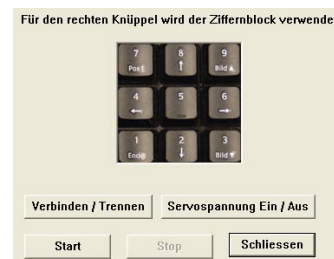 Für den rechten Knüppel wird der Ziffernblock verwende
7 8 9
Pos1 ↑ Bild ▲
4 5 6
← →
1 2 3
Ende ↓ Bild ▼
Verbinden / Trennen Servospannung Ein / Aus
Start Stop Schliessen